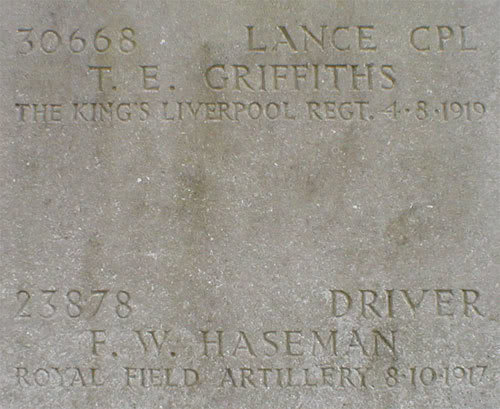 30668 LANCE CPL
T. E. GRIFFITHS
THE KING'S LIVERPOOL REGT. 4·8·1919
23878 DRIVER
F. W. HASEMAN
ROYAL FIELD ARTILLERY. 8·10·1917